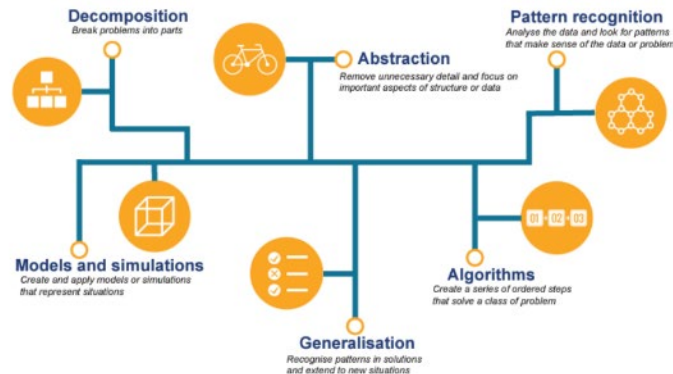 Decomposition
Break problems into parts
Abstraction
Remove unnecessary detail and focus on
important aspects of structure or data
Pattern recognition
Analyse the data and look for patterns
that make sense of the data or problem
Models and simulations
Create and apply models or simulations
that represent situations
Generalisation
Recognise patterns in solutions
and extend to new situations
Algorithms
Create a series of ordered steps
that solve a class of problem
01 02 03